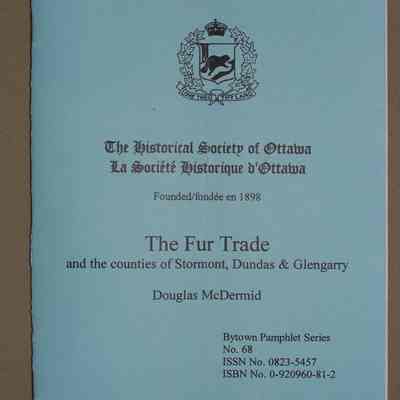 The Historical Society of Ottawa
La Société Historique d'Ottawa
Founded/fondée en 1898
The Fur Trade
and the counties of Stormont, Dundas & Glengarry
Douglas McDermid
Bytown Pamphlet Series
No. 68
ISSN No. 0823-5457
ISBN No. 0-920960-81-2